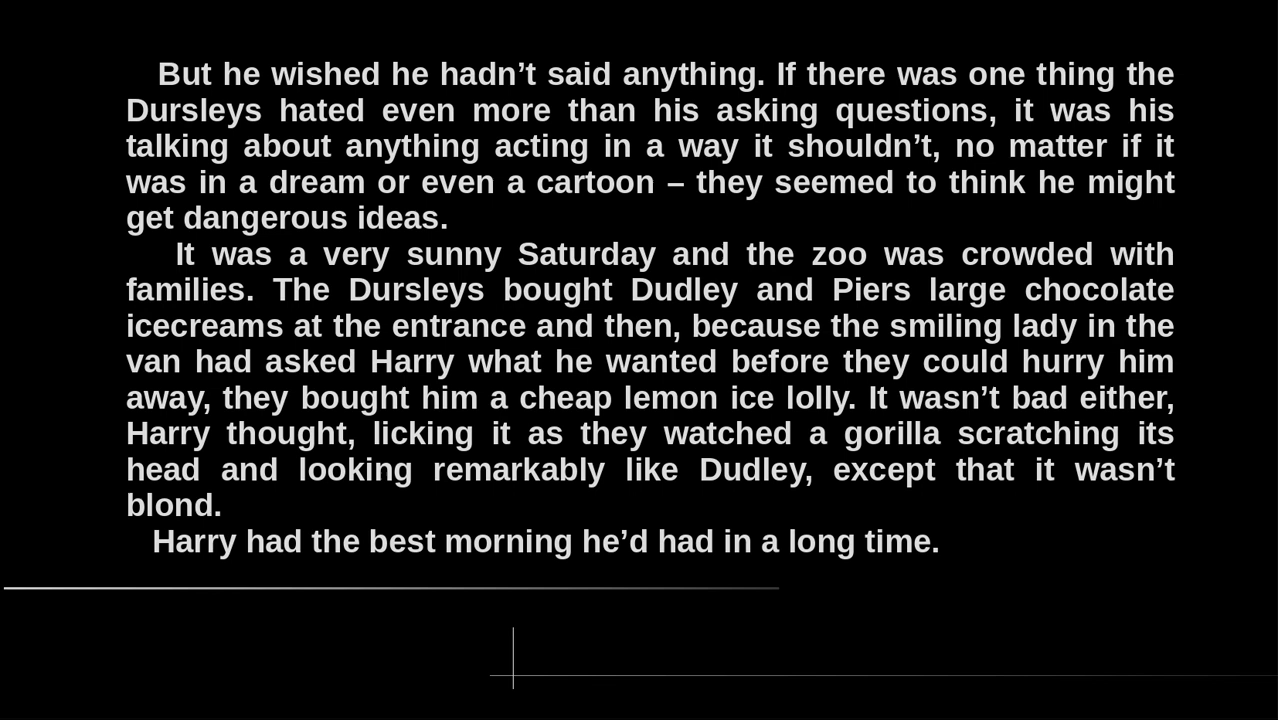 But he wished he hadn’t said anything. If there was one thing the
Dursleys hated even more than his asking questions, it was his
talking about anything acting in a way it shouldn’t, no matter if it
was in a dream or even a cartoon – they seemed to think he might
get dangerous ideas.
It was a very sunny Saturday and the zoo was crowded with
families. The Dursleys bought Dudley and Piers large chocolate
icecreams at the entrance and then, because the smiling lady in the
van had asked Harry what he wanted before they could hurry him
away, they bought him a cheap lemon ice lolly. It wasn’t bad either,
Harry thought, licking it as they watched a gorilla scratching its
head and looking remarkably like Dudley, except that it wasn’t
blond.
Harry had the best morning he’d had in a long time.